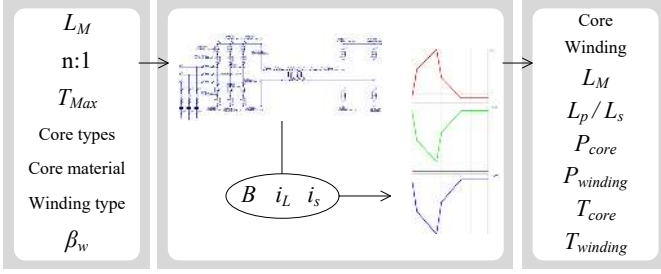 L_M
n:1
T_Max
Core types
Core material
Winding type
β_w
B i_L i_s
Core
Winding
L_M
L_p / L_s
P_core
P_winding
T_core
T_winding